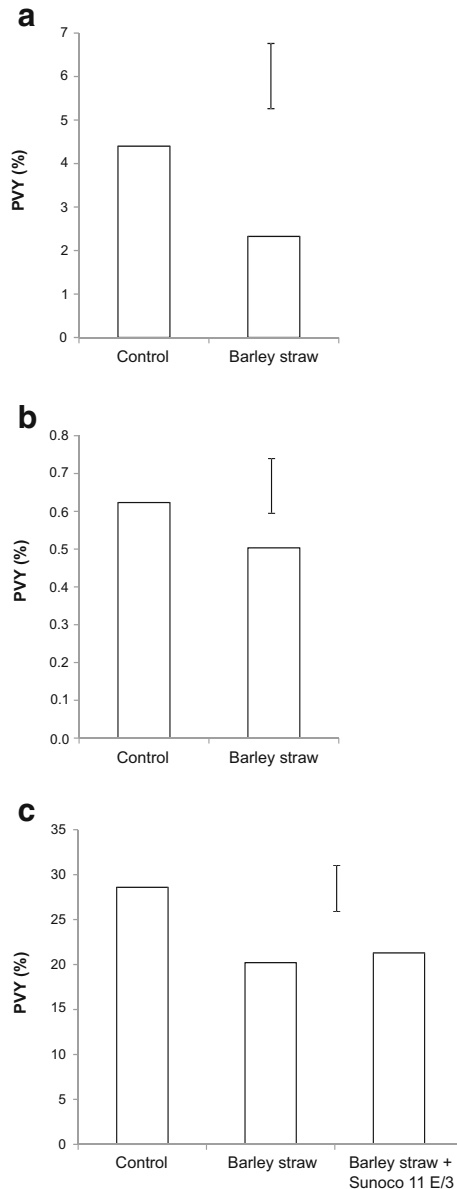 a
7
6
5
4
3
2
1
0
PVY (%)
Control
Barley straw
b
0.8
0.7
0.6
0.5
0.4
0.3
0.2
0.1
0.0
PVY (%)
Control
Barley straw
c
35
30
25
20
15
10
5
0
PVY (%)
Control
Barley straw
Barley straw +
Sunoco 11 E/3